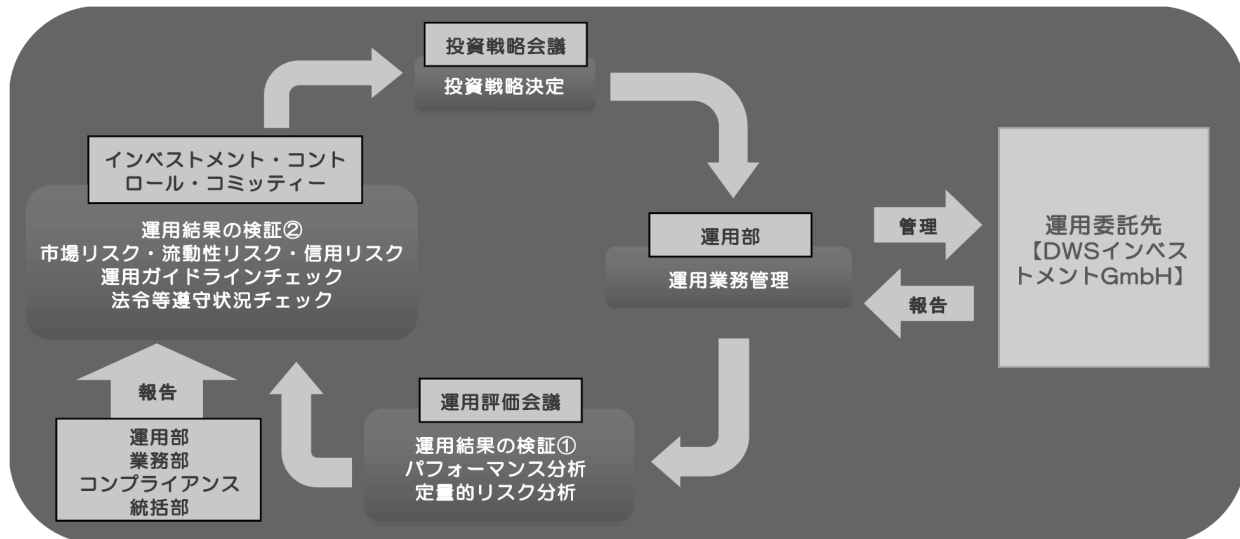 投資戦略会議
投資戦略決定
インベストメント・コント
ロール・コミッティー
運用結果の検証②
市場リスク・流動性リスク・信用リスク
運用ガイドラインチェック
法令等遵守状況チェック
運用部
運用業務管理
管理
報告
運用委託先
【DWSインベス
トメントGmbH】
報告
運用部
業務部
コンプライアンス
統括部
運用評価会議
運用結果の検証①
パフォーマンス分析
定量的リスク分析